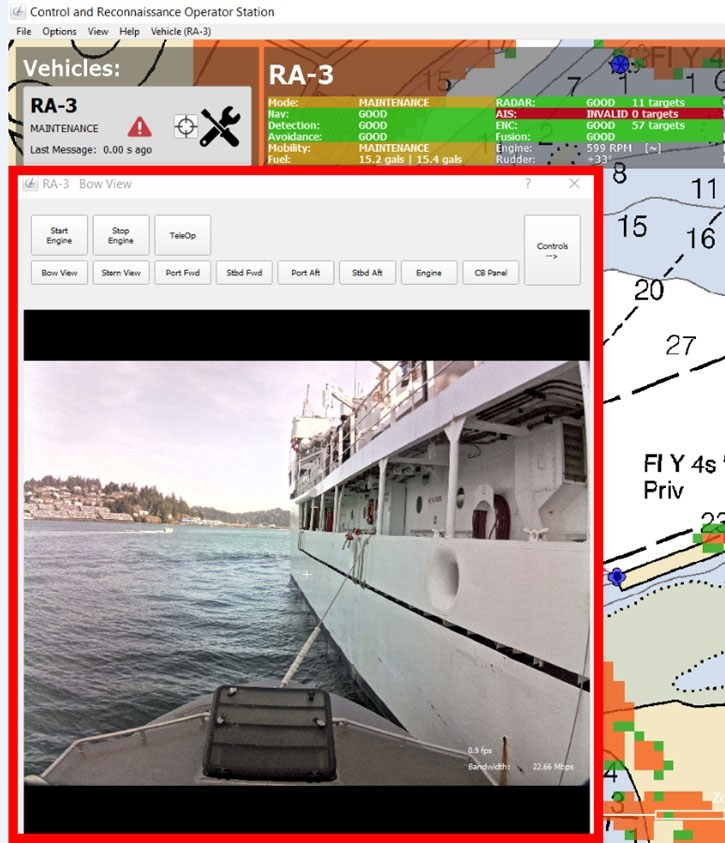 Control and Reconnaissance Operator Station
File Options View Help Vehicle (RA-3)
Vehicles:
RA-3
MAINTENANCE
Last Message: 0.00 s ago
RA-3
Mode: MAINTENANCE RADAR: GOOD 11 targets
Nav: GOOD AIS: INVALID 0 targets
Detection: GOOD ENC: GOOD 57 targets
Avoidance: GOOD Fusion: GOOD
Mobility: MAINTENANCE Engine: 599 RPM [~]
Fuel: 15.2 gals | 15.4 gals Rudder: +33°
RA-3 Bow View ?
Start Engine
Stop Engine
TeleOp
Controls -->
Bow View Stern View Port Fwd Stbd Fwd Port Aft Stbd Aft Engine CB Panel
0.9 fps
Bandwidth: 22.66 Mbps
15
7
1
1
Fl Y 4
2
8
11
15
16
20
27
Fl Y 4s
Priv
4
3